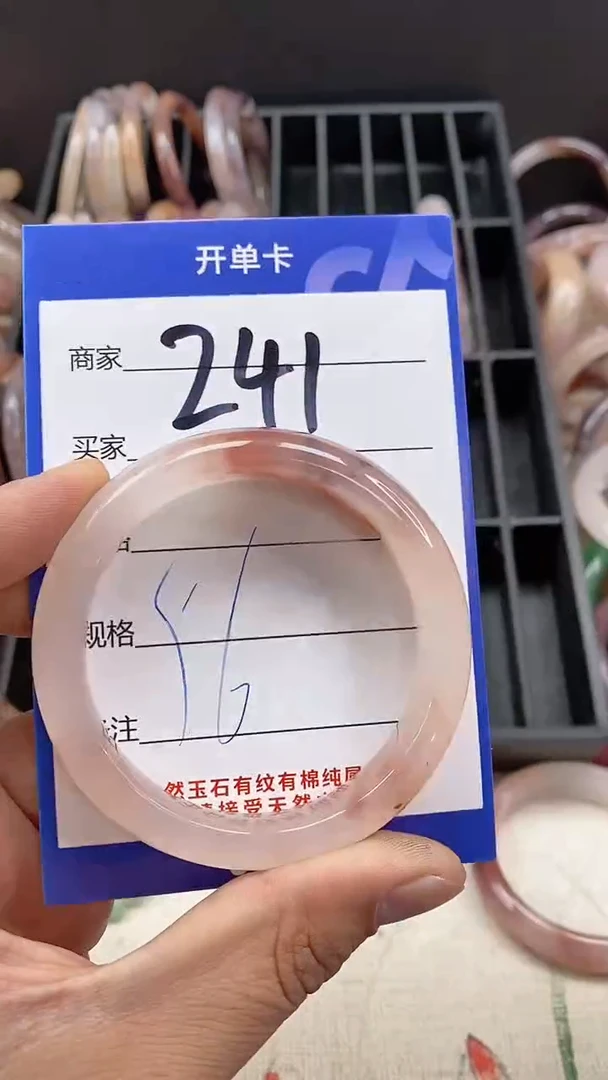 开单卡
商家 241
买家
规格 56
注
然玉石有纹有棉纯属
接受天然